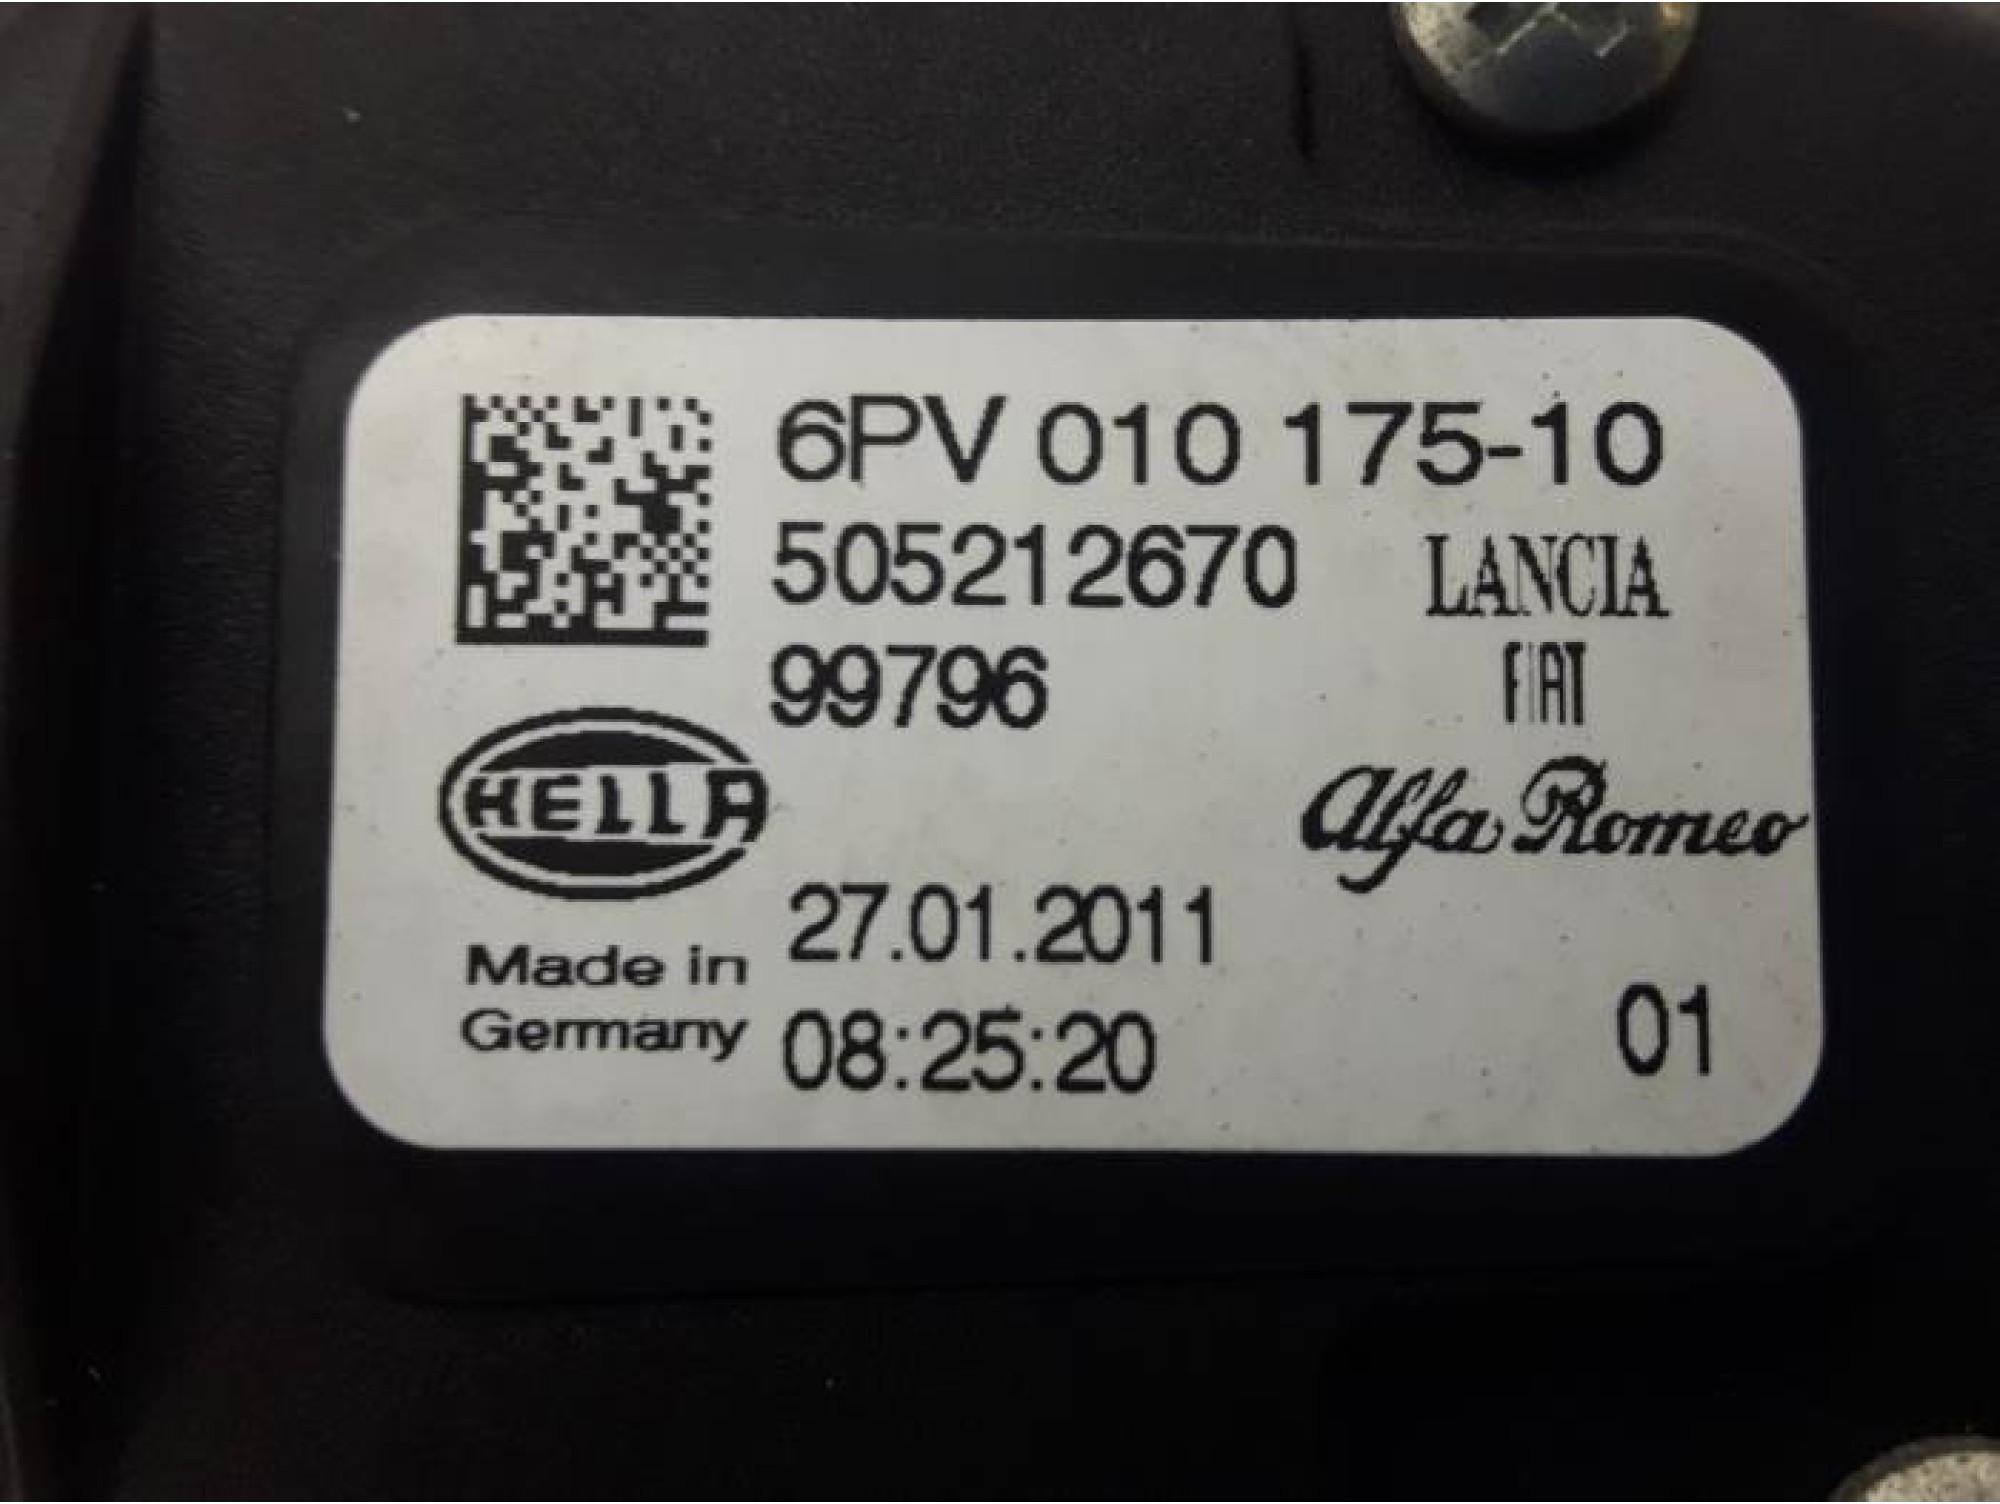 6PV 010 175-10
505212670
LANCIA
99796
FIAT
HELLA
Alfa Romeo
27.01.2011
Made in
Germany
08:25:20
01